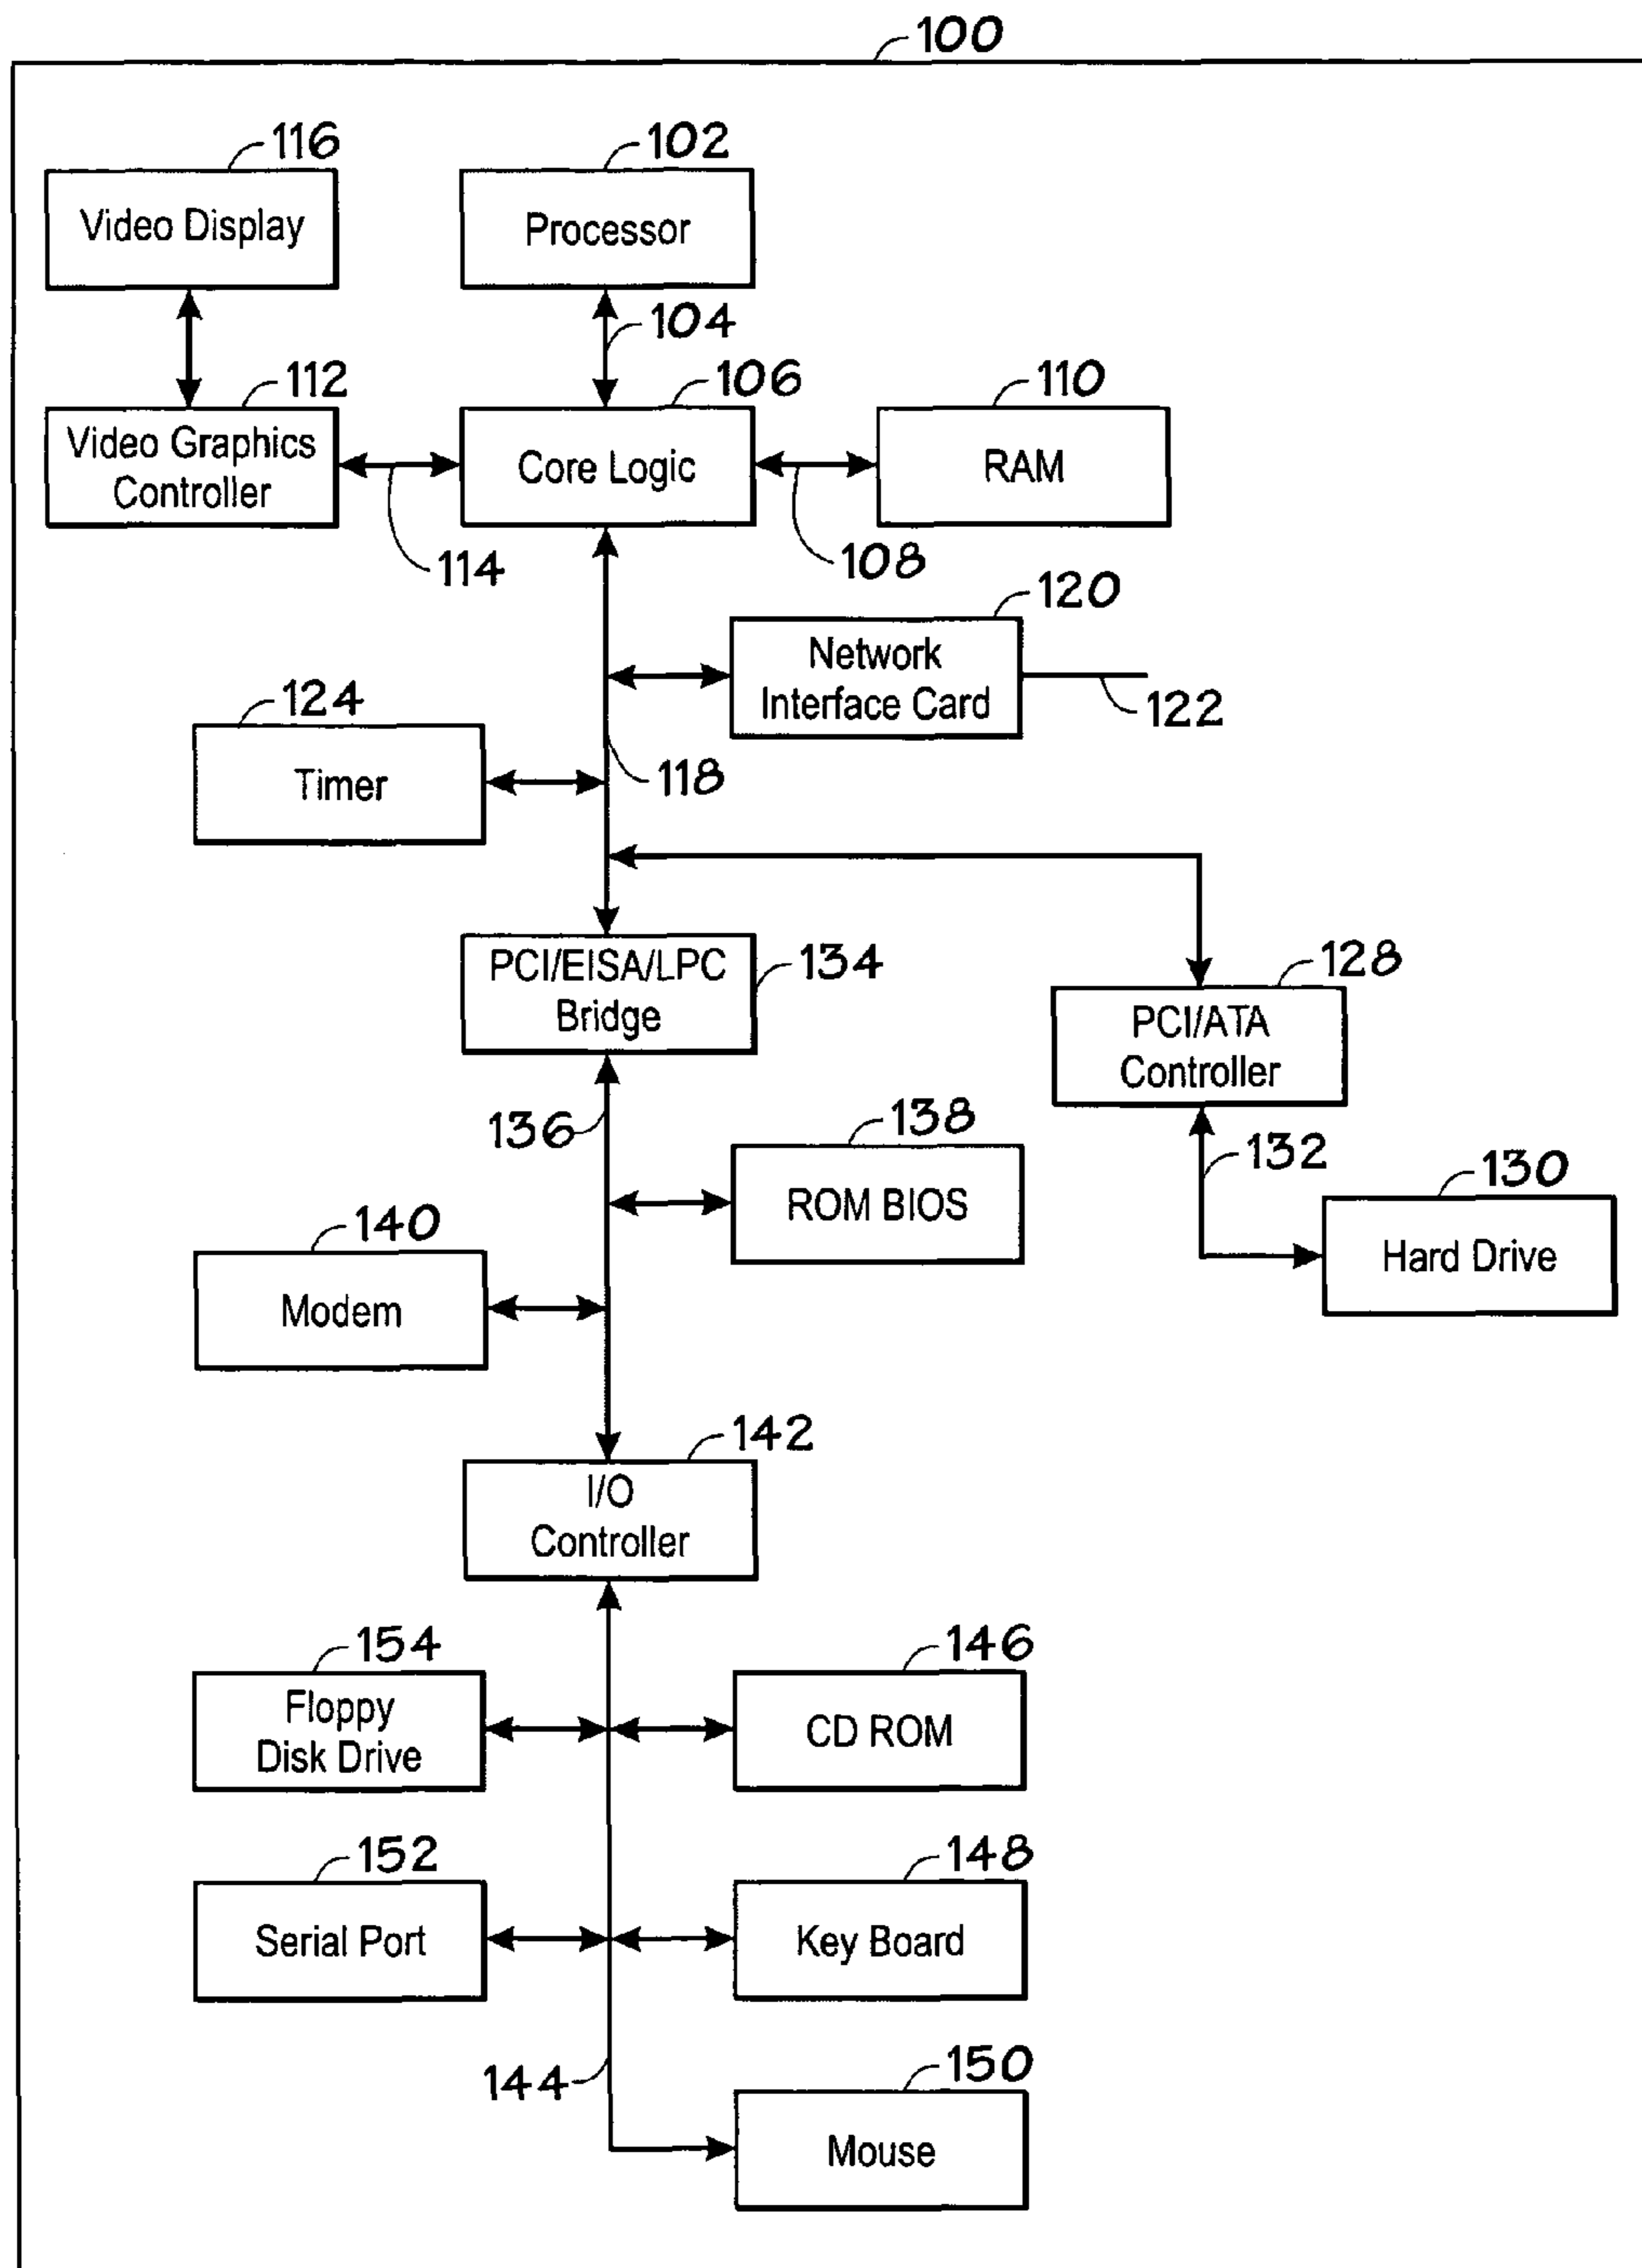 100
116
102
Video Display
Processor
104
112
106
110
Video Graphics
Controller
Core Logic
RAM
114
108
120
Network
Interface Card
122
124
Timer
118
PCI/EISA/LPC
Bridge
134
128
PCI/ATA
Controller
136
138
ROM BIOS
132
130
Hard Drive
140
Modem
142
I/O
Controller
154
146
Floppy
Disk Drive
CD ROM
152
148
Serial Port
Key Board
144
150
Mouse